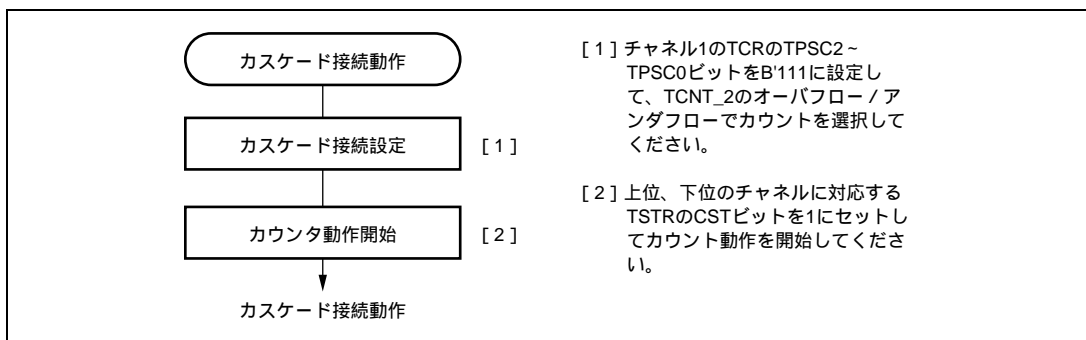 カスケード接続動作
カスケード接続設定
[1]
カウンタ動作開始
[2]
カスケード接続動作
[1]チャネル1のTCRのTPSC2~
TPSC0ビットをB'111に設定し
て、TCNT_2のオーバフロー/ア
ンダフローでカウントを選択して
ください。
[2]上位、下位のチャネルに対応する
TSTRのCSTビットを1にセットし
てカウント動作を開始してくださ
い。